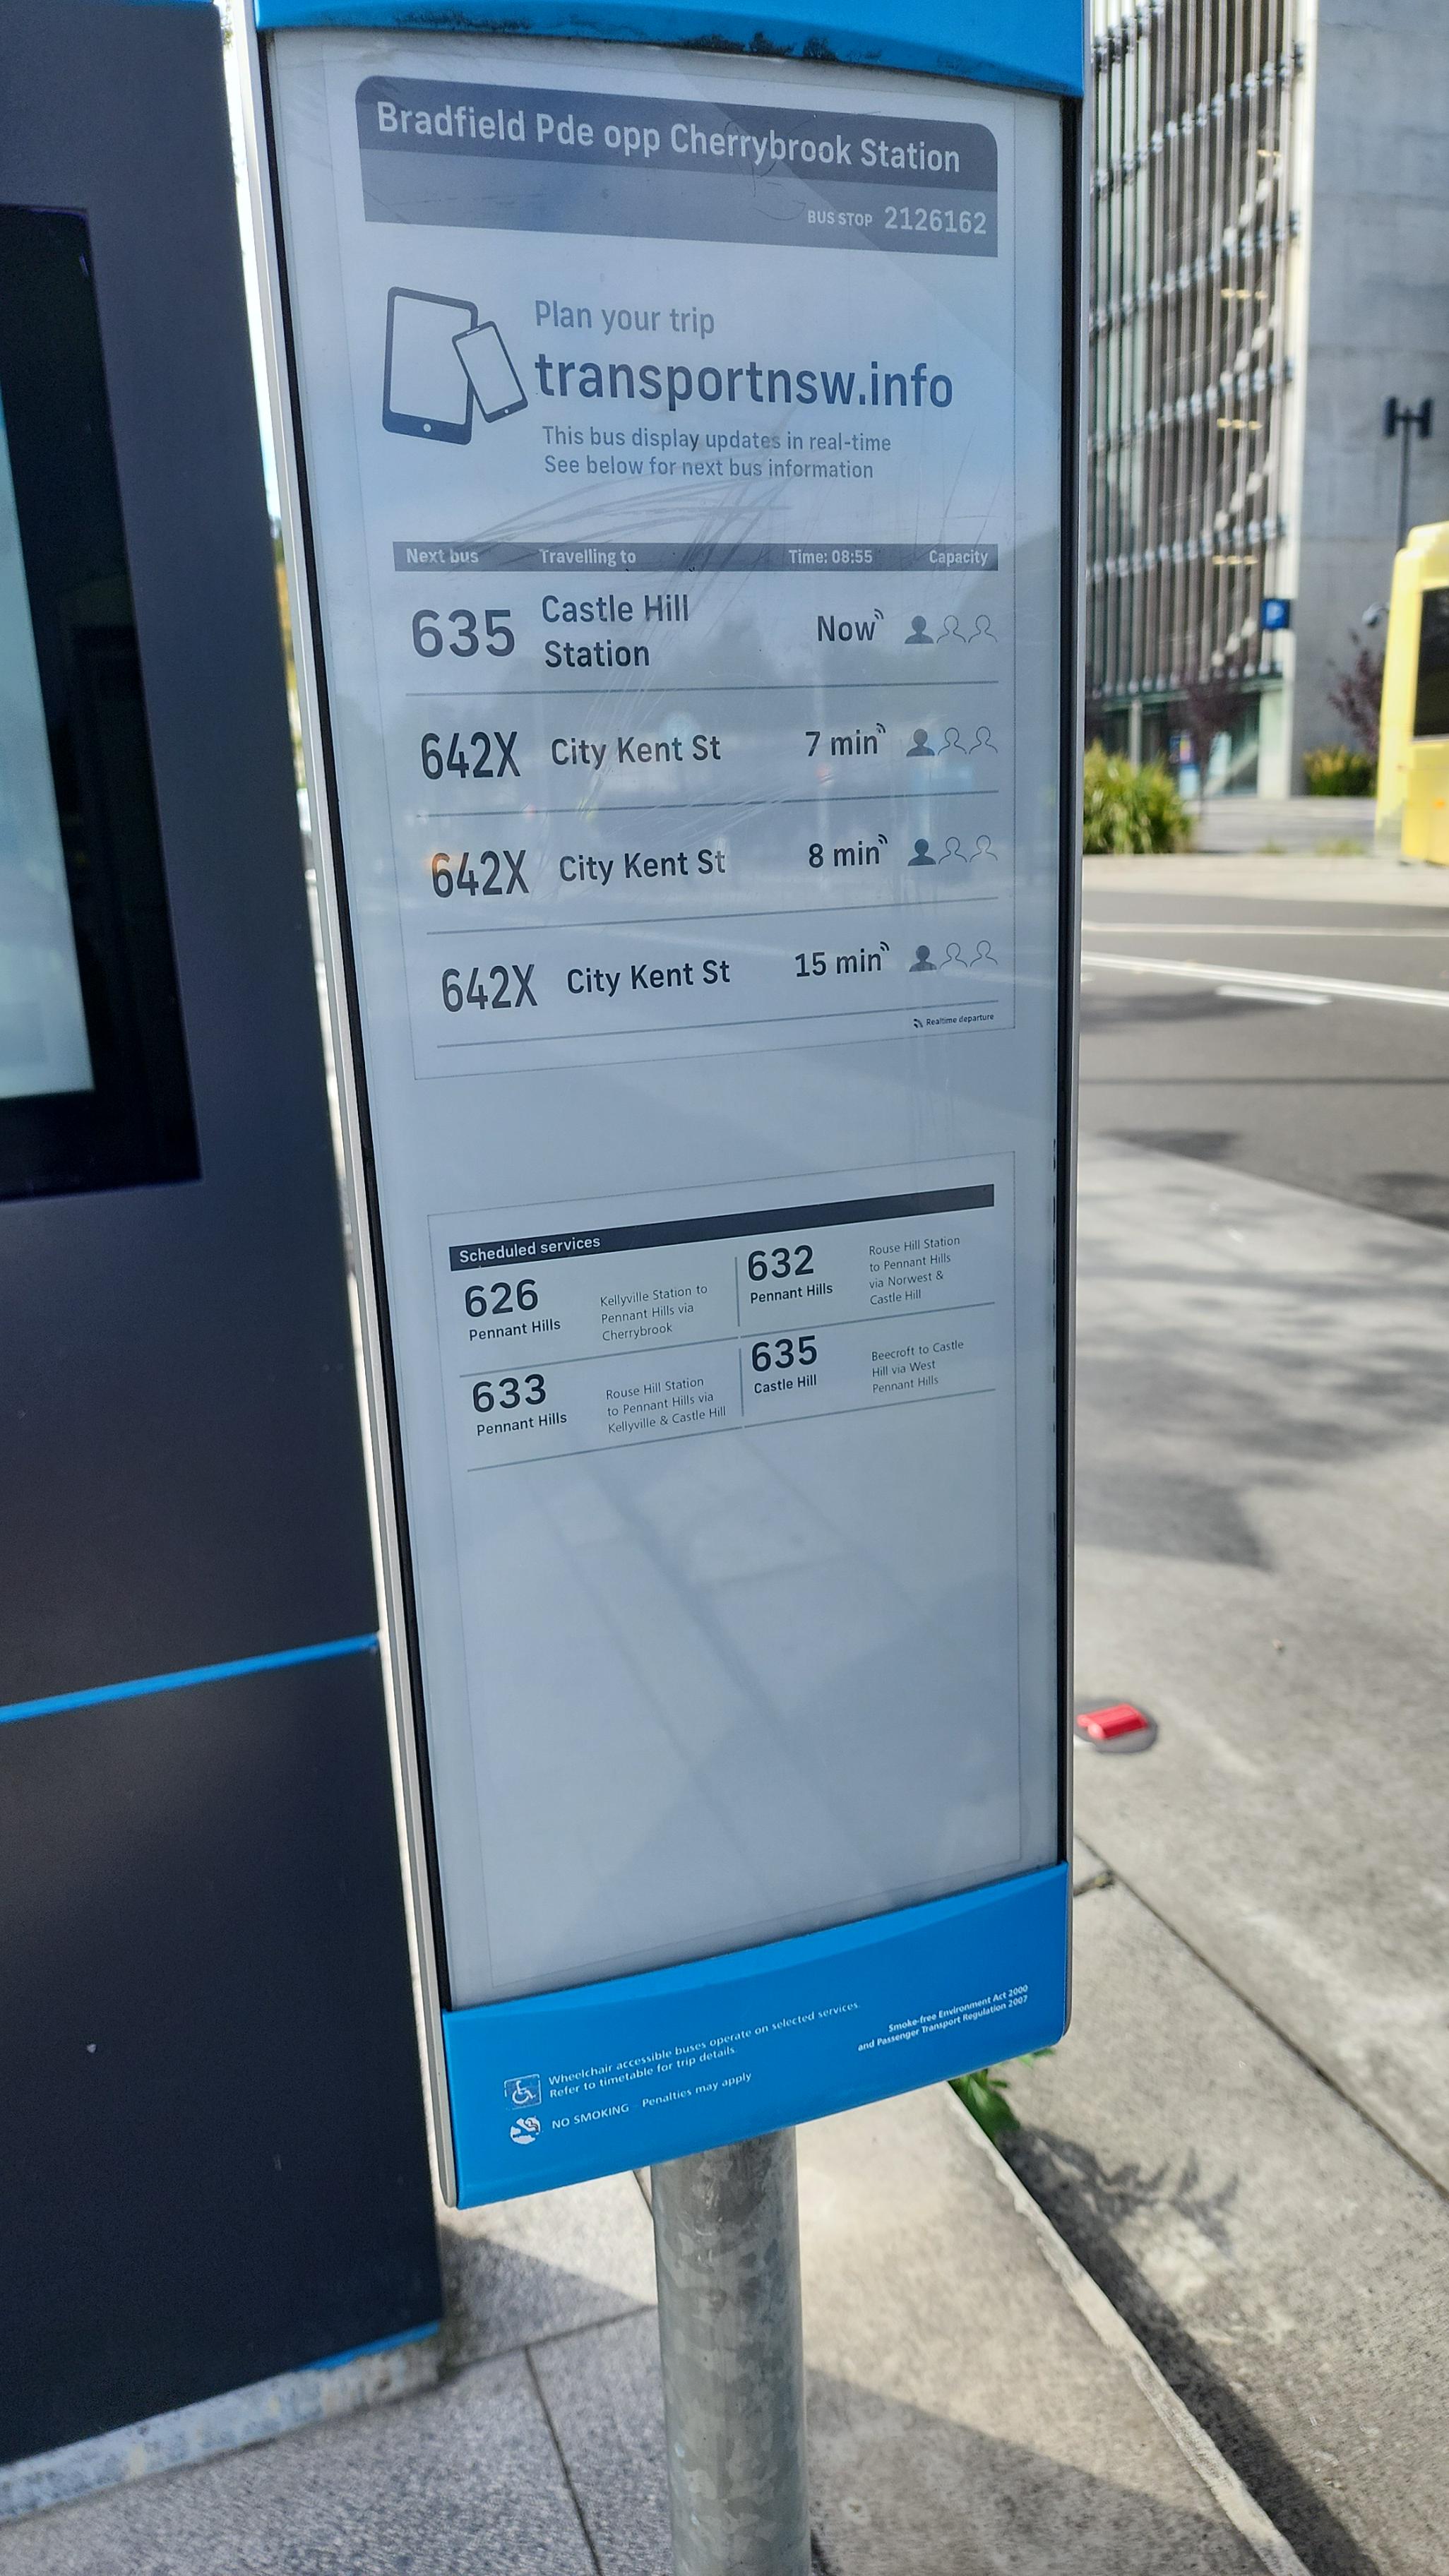 Bradfield Pde opp Cherrybrook Station
BUS STOP 2126162
Plan your trip
transportnsw.info
This bus display updates in real-time
See below for next bus information
Next bus Travelling to Time: 08:55 Capacity
635 Castle Hill Station Now
642X City Kent St 7 min
642X City Kent St 8 min
642X City Kent St 15 min
Realtime departure
Scheduled services
626
Pennant Hills
Kellyville Station to
Pennant Hills via
Cherrybrook
632
Pennant Hills
Rouse Hill Station
to Pennant Hills
via Norwest &
Castle Hill
633
Pennant Hills
Rouse Hill Station
to Pennant Hills via
Kellyville & Castle Hill
635
Castle Hill
Beecroft to Castle
Hill via West
Pennant Hills
Wheelchair accessible buses operate on selected services.
Refer to timetable for trip details.
NO SMOKING Penalties may apply
Smoke-free Environment Act 2000
and Passenger Transport Regulation 2007
P